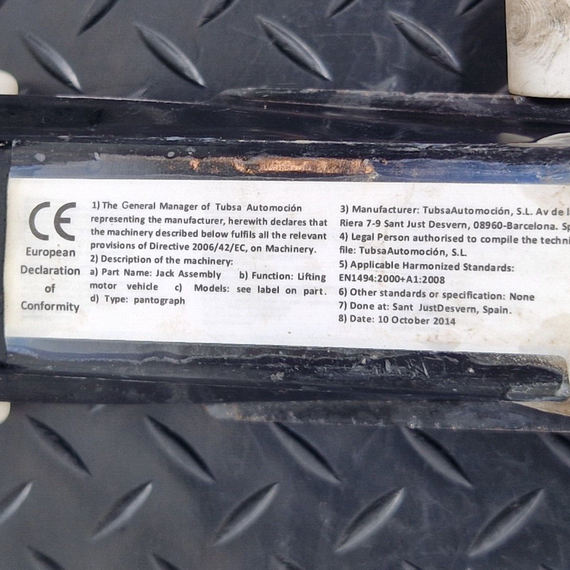 CE
European
Declaration
of
Conformity
1) The General Manager of Tubsa Automoción
representing the manufacturer, herewith declares that
the machinery described below fulfils all the relevant
provisions of Directive 2006/42/EC, on Machinery.
2) Description of the machinery:
a) Part Name: Jack Assembly b) Function: Lifting
motor vehicle c) Models: see label on part.
d) Type: pantograph
3) Manufacturer: TubsaAutomoción, S.L. Av de
Riera 7-9 Sant Just Desvern, 08960-Barcelona.
4) Legal Person authorised to compile the
file: TubsaAutomoción, S.L.
5) Applicable Harmonized Standards:
EN1494:2000+A1:2008
6) Other standards or specification: None
7) Done at: Sant JustDesvern, Spain.
8) Date: 10 October 2014